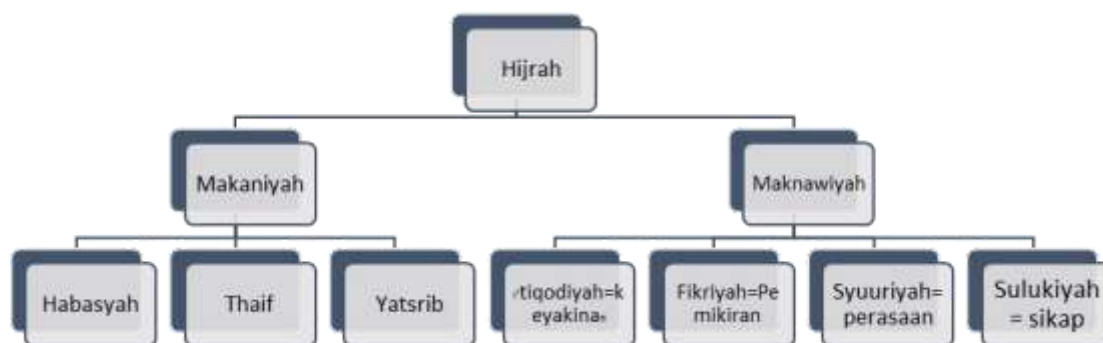 Hijrah
Makaniyah
Maknawiyah
Habasyah
Thaif
Yatsrib
tiqodiyah=k
eyakina
Fikriyah=Pe
mikiran
Syuuriyah=
perasaan
Sulukiyah
= sikap